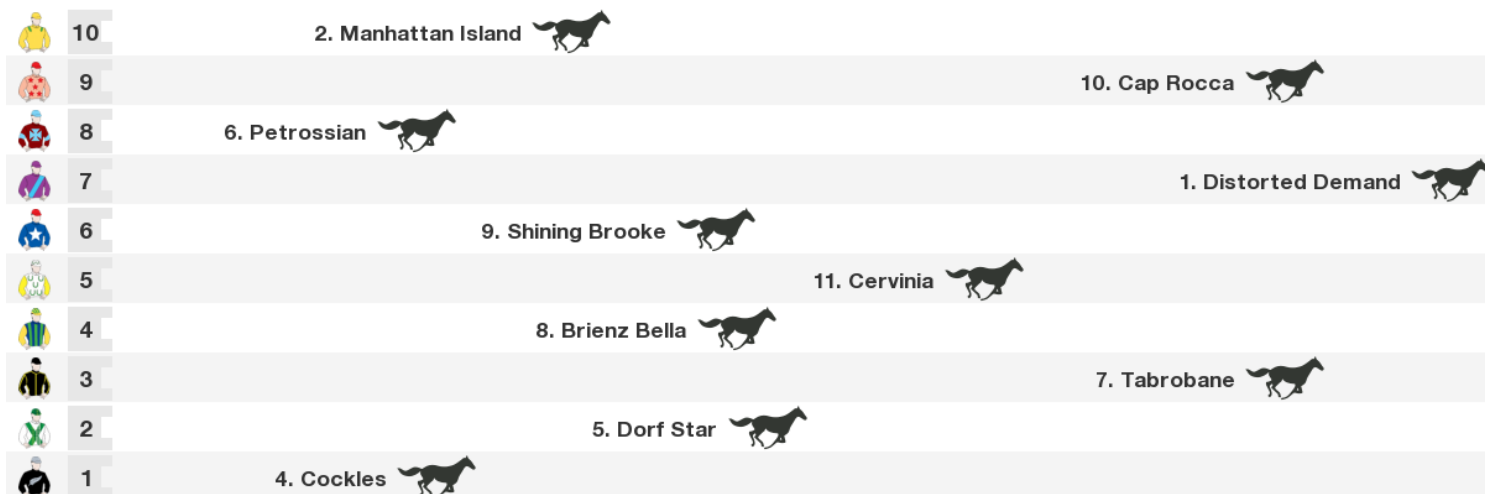 10 2. Manhattan Island
9 10. Cap Rocca
8 6. Petrossian
7 1. Distorted Demand
6 9. Shining Brooke
5 11. Cervinia
4 8. Brienz Bella
3 7. Tabrobane
2 5. Dorf Star
1 4. Cockles